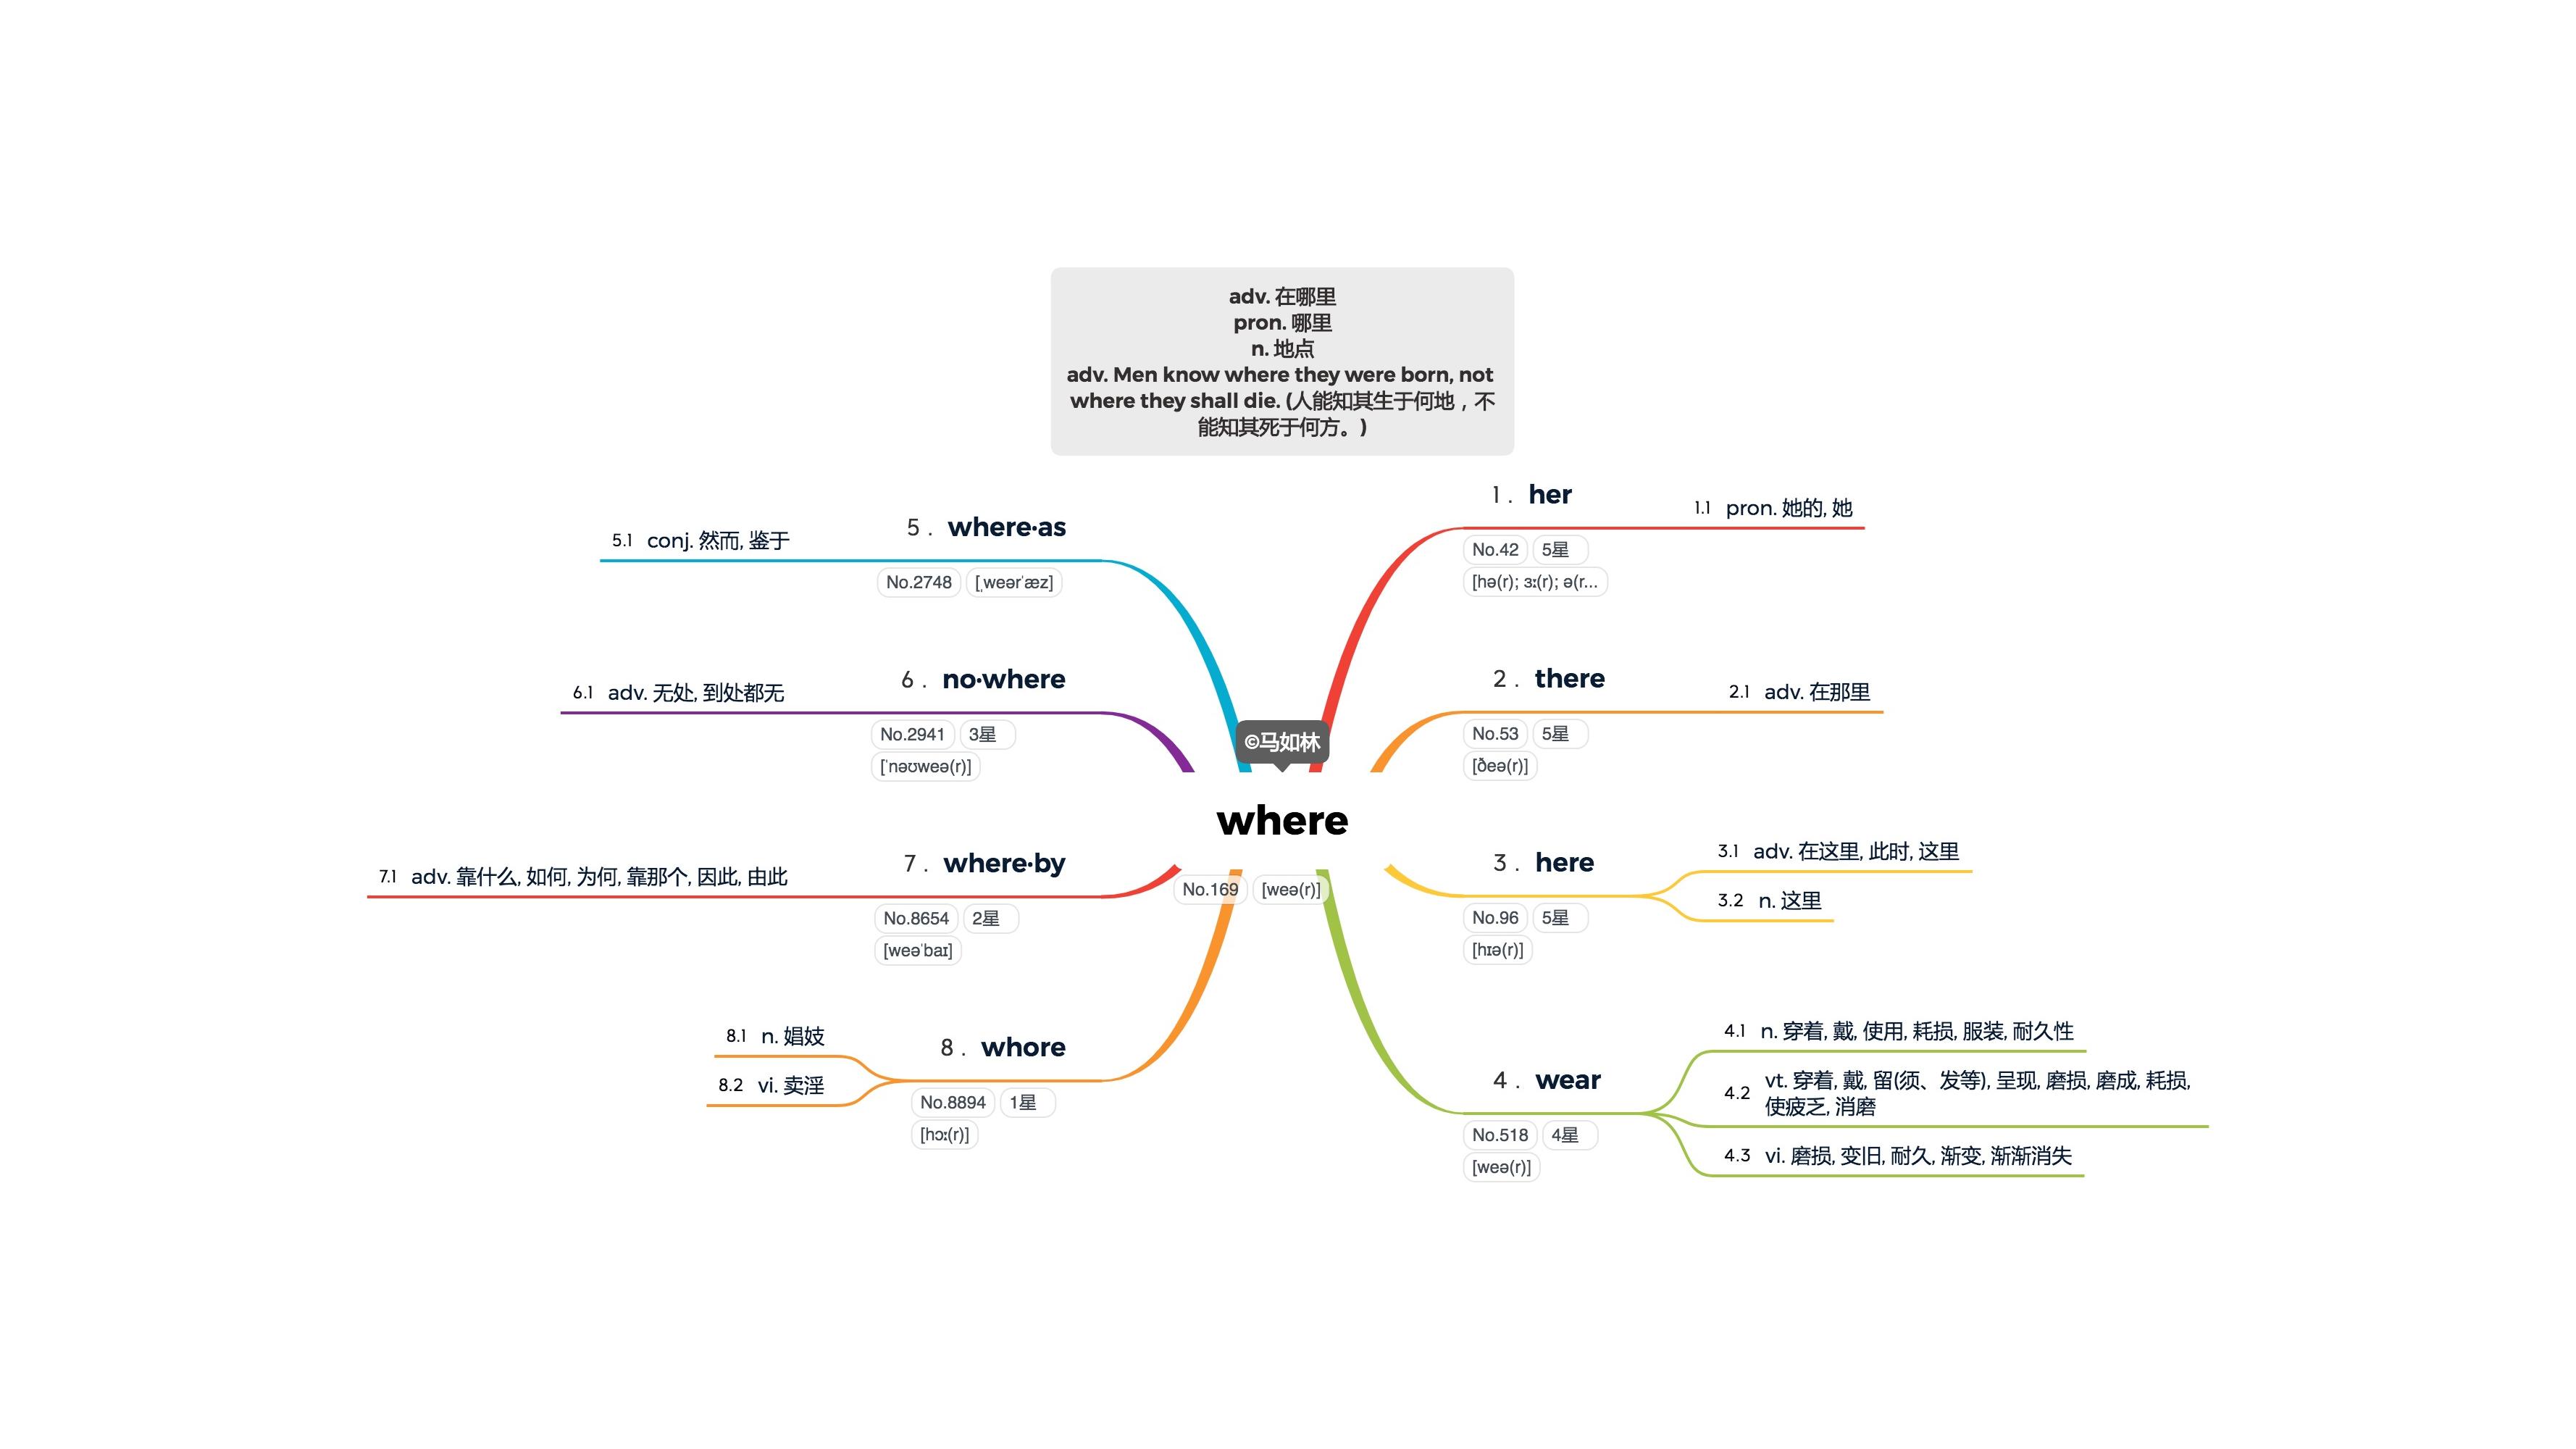 adv. 在哪里
pron. 哪里
n. 地点
adv. Men know where they were born, not
where they shall die. (人能知其生于何地，不
能知其死于何方。)
©马如林
where
No.169 [weə(r)]
1 . her
No.42 5星
[hə(r); ɜː(r); ə(r...
1.1 pron. 她的, 她
2 . there
No.53 5星
[ðeə(r)]
2.1 adv. 在那里
3 . here
No.96 5星
[hɪə(r)]
3.1 adv. 在这里, 此时, 这里
3.2 n. 这里
4 . wear
No.518 4星
[weə(r)]
4.1 n. 穿着, 戴, 使用, 耗损, 服装, 耐久性
4.2 vt. 穿着, 戴, 留(须、发等), 呈现, 磨损, 磨成, 耗损,
使疲乏, 消磨
4.3 vi. 磨损, 变旧, 耐久, 渐变, 渐渐消失
5 . where·as
No.2748 [ˌweərˈæz]
5.1 conj. 然而, 鉴于
6 . no·where
No.2941 3星
[ˈnəʊweə(r)]
6.1 adv. 无处, 到处都无
7 . where·by
No.8654 2星
[weəˈbaɪ]
7.1 adv. 靠什么, 如何, 为何, 靠那个, 因此, 由此
8 . whore
No.8894 1星
[hɔː(r)]
8.1 n. 娼妓
8.2 vi. 卖淫